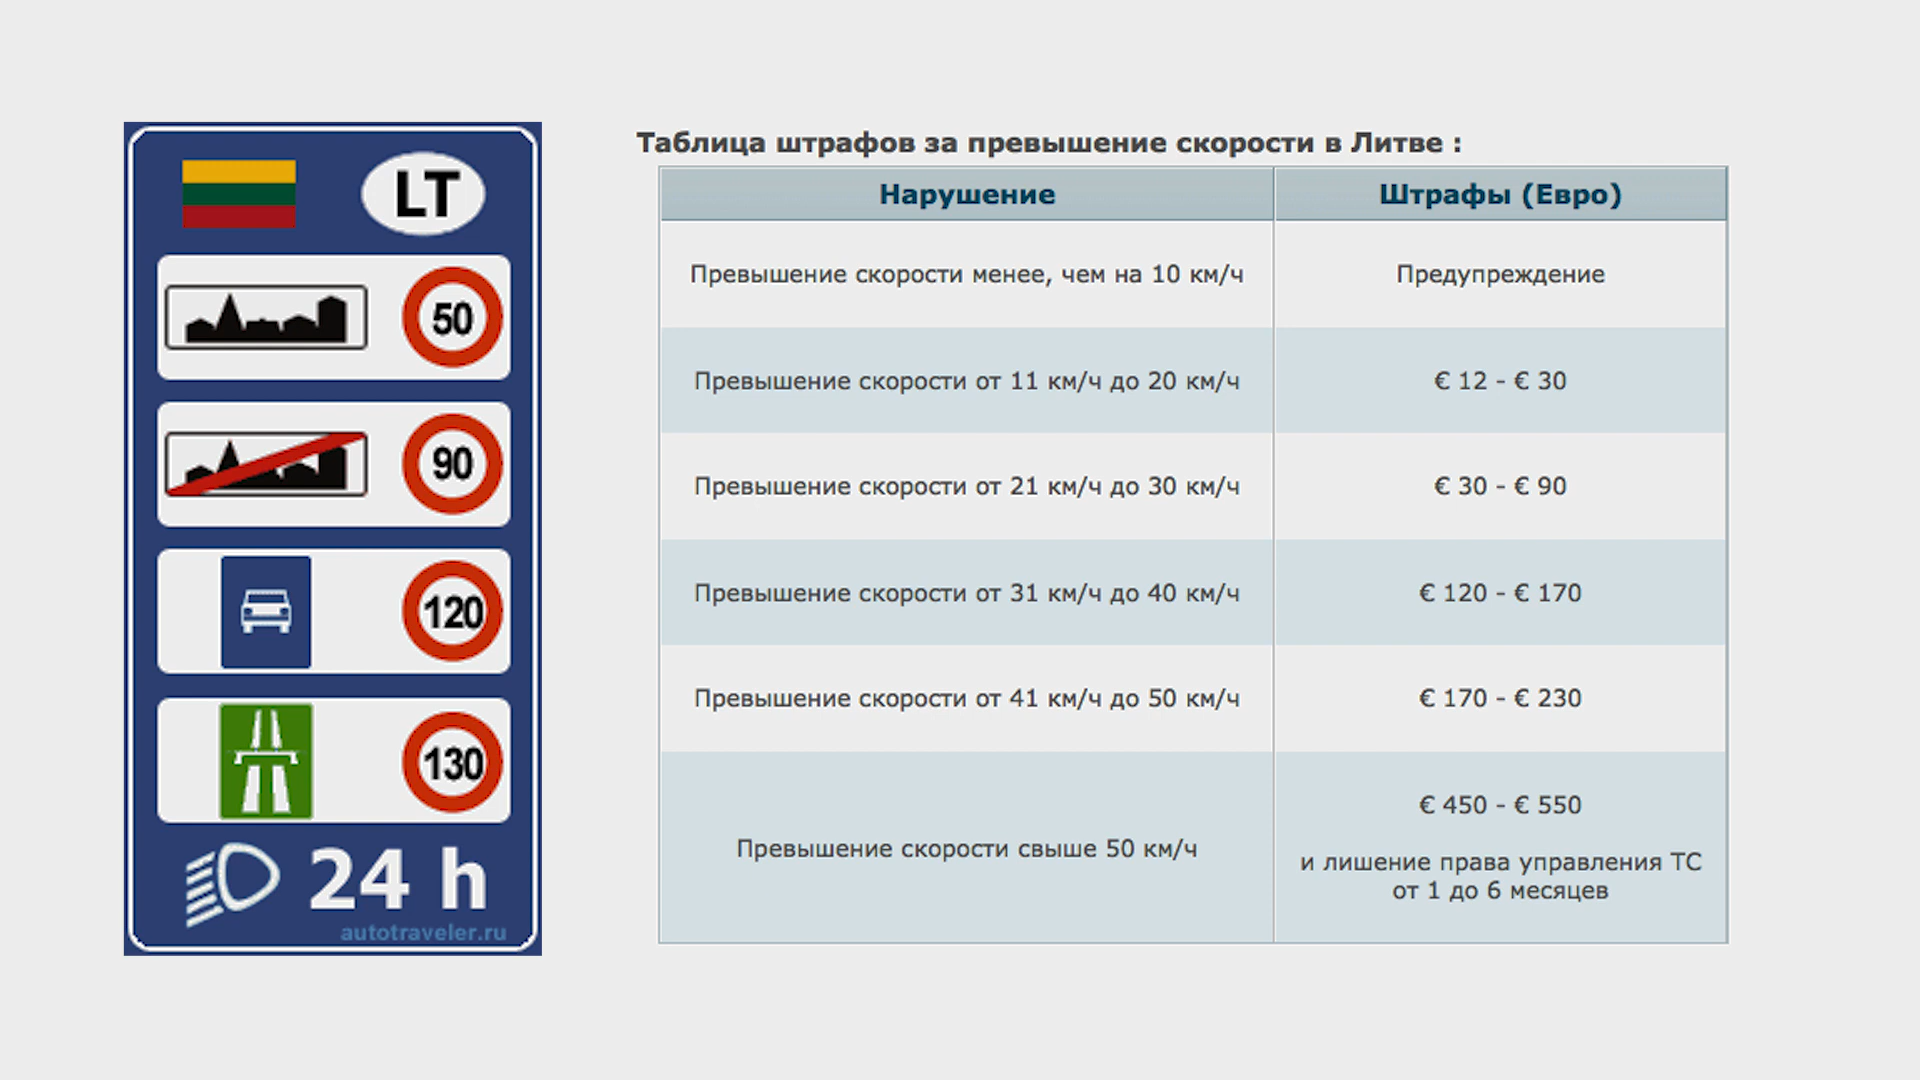 LT
50
90
120
130
24 h
autotraveler.ru
Таблица штрафов за превышение скорости в Литве :
Нарушение Штрафы (Евро)
Превышение скорости менее, чем на 10 км/ч Предупреждение
Превышение скорости от 11 км/ч до 20 км/ч € 12 - € 30
Превышение скорости от 21 км/ч до 30 км/ч € 30 - € 90
Превышение скорости от 31 км/ч до 40 км/ч € 120 - € 170
Превышение скорости от 41 км/ч до 50 км/ч € 170 - € 230
Превышение скорости свыше 50 км/ч
€ 450 - € 550
и лишение права управления ТС
от 1 до 6 месяцев